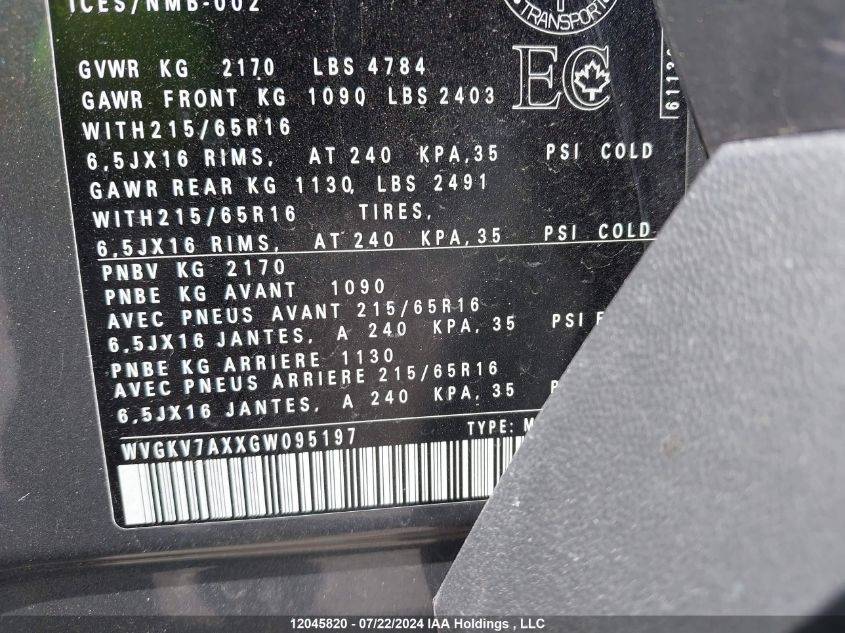 ICES/NMB-002
TRANSPORT
GVWR KG 2170 LBS 4784
GAWR FRONT KG 1090 LBS 2403
EC
WITH215/65R16
6.5JX16 RIMS, AT 240 KPA,35 PSI COLD
GAWR REAR KG 1130, LBS 2491
WITH215/65R16 TIRES,
6.5JX16 RIMS, AT 240 KPA,35 PSI COLD
PNBV KG 2170
PNBE KG AVANT 1090
AVEC PNEUS AVANT 215/65R16
6.5JX16 JANTES, A 240 KPA, 35 PSI
PNBE KG ARRIERE 1130
AVEC PNEUS ARRIERE 215/65R16
6.5JX16 JANTES, A 240 KPA, 35
WVGKV7AXXGW095197 TYPE:
12045820 - 07/22/2024 IAA Holdings , LLC